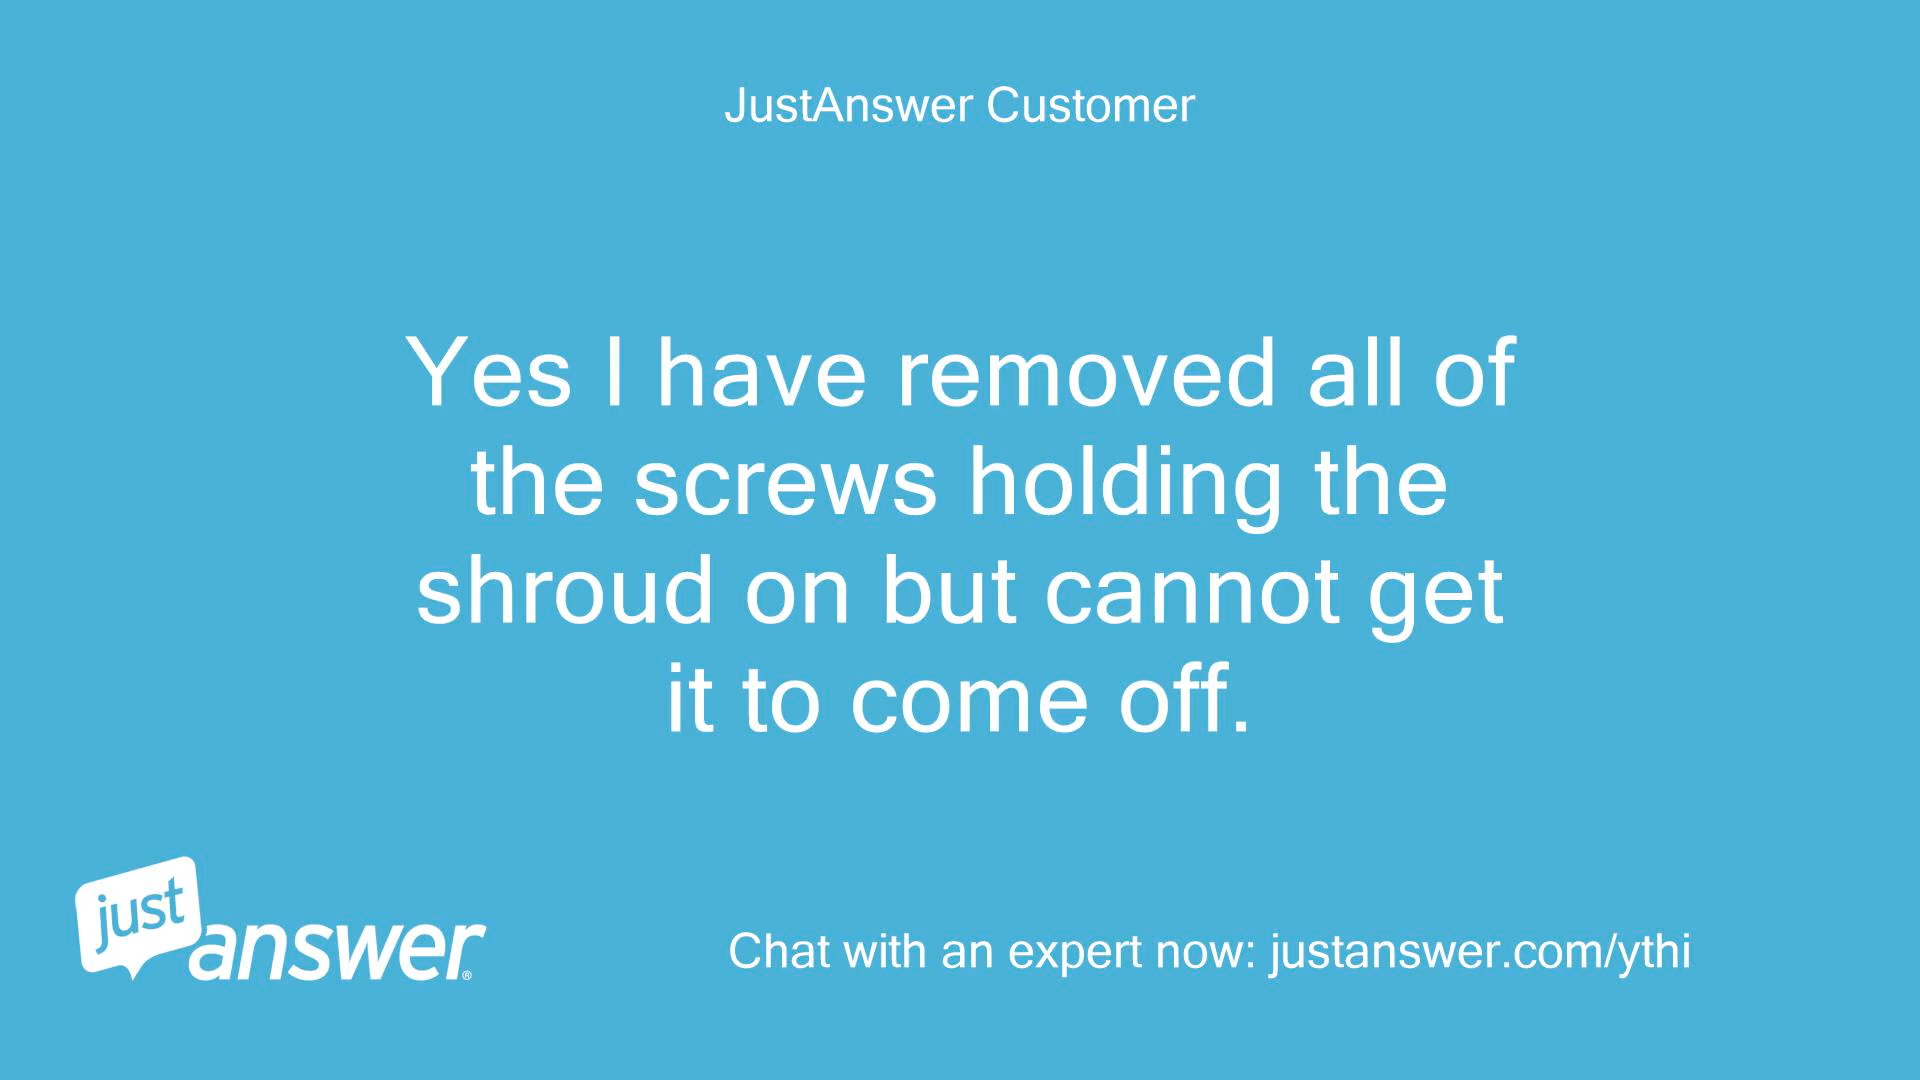 JustAnswer Customer
Yes I have removed all of
the screws holding the
shroud on but cannot get
it to come off.
just
answer®
Chat with an expert now: justanswer.com/ythi